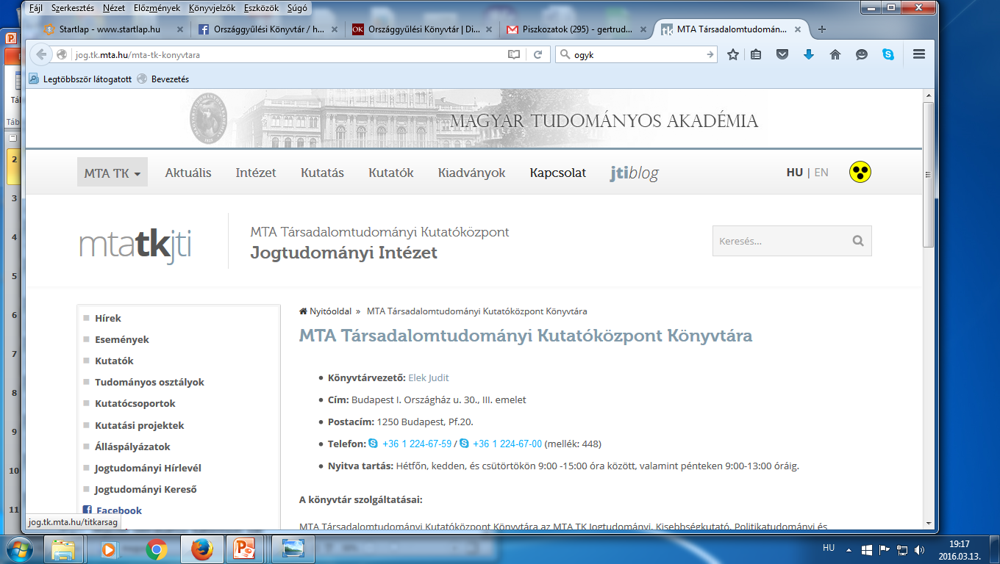 Fájl Szerkesztés Nézet Előzmények Könyvjelzők Eszközök Súgó
Startlap - www.startlap.hu
Országgyűlési Könyvtár / h...
OK Országgyűlési Könyvtár | Di...
Piszkozatok (295) - gertrud...
tk MTA Társadalomtudomán...
jog.tk.mta.hu/mta-tk-konyvtara
ogyk
Legtöbbször látogatott
Bevezetés
MAGYAR TUDOMÁNYOS AKADÉMIA
MTA TK
Aktuális
Intézet
Kutatás
Kutatók
Kiadványok
Kapcsolat
jtiblog
HU | EN
mtatkjti
MTA Társadalomtudományi Kutatóközpont
Jogtudományi Intézet
Keresés...
Hírek
Események
Kutatók
Tudományos osztályok
Kutatócsoportok
Kutatási projektek
Álláspályázatok
Jogtudományi Hírlevél
Jogtudományi Kereső
Facebook
jog.tk.mta.hu/titkarsag
Nyitóoldal » MTA Társadalomtudományi Kutatóközpont Könyvtára
MTA Társadalomtudományi Kutatóközpont Könyvtára
Könyvtárvezető: Elek Judit
Cím: Budapest I. Országház u. 30., III. emelet
Postacím: 1250 Budapest, Pf.20.
Telefon: +36 1 224-67-59 / +36 1 224-67-00 (mellék: 448)
Nyitva tartás: Hétfőn, kedden, és csütörtökön 9:00 -15:00 óra között, valamint pénteken 9:00-13:00 óráig.
A könyvtár szolgáltatásai:
MTA Társadalomtudományi Kutatóközpont Könyvtára az MTA TK Jogtudományi, Kisebbségkutató, Politikatudományi és
Táb
2
3
4
5
6
7
8
9
10
11
HU
19:17
2016.03.13.